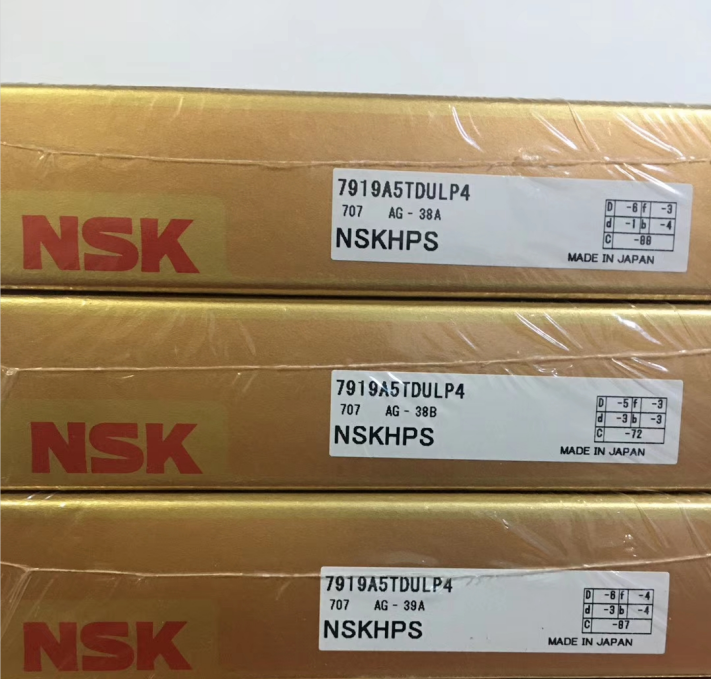 NSK
7919A5TDULP4
707 AG - 38A
NSKHPS
D -6 f -3
d -1 b -4
C -88
MADE IN JAPAN
NSK
7919A5TDULP4
707 AG - 38B
NSKHPS
D -5 f -3
d -3 b -3
C -72
MADE IN JAPAN
NSK
7919A5TDULP4
707 AG - 39A
NSKHPS
D -6 f -4
d -3 b -4
C -87
MADE IN JAPAN